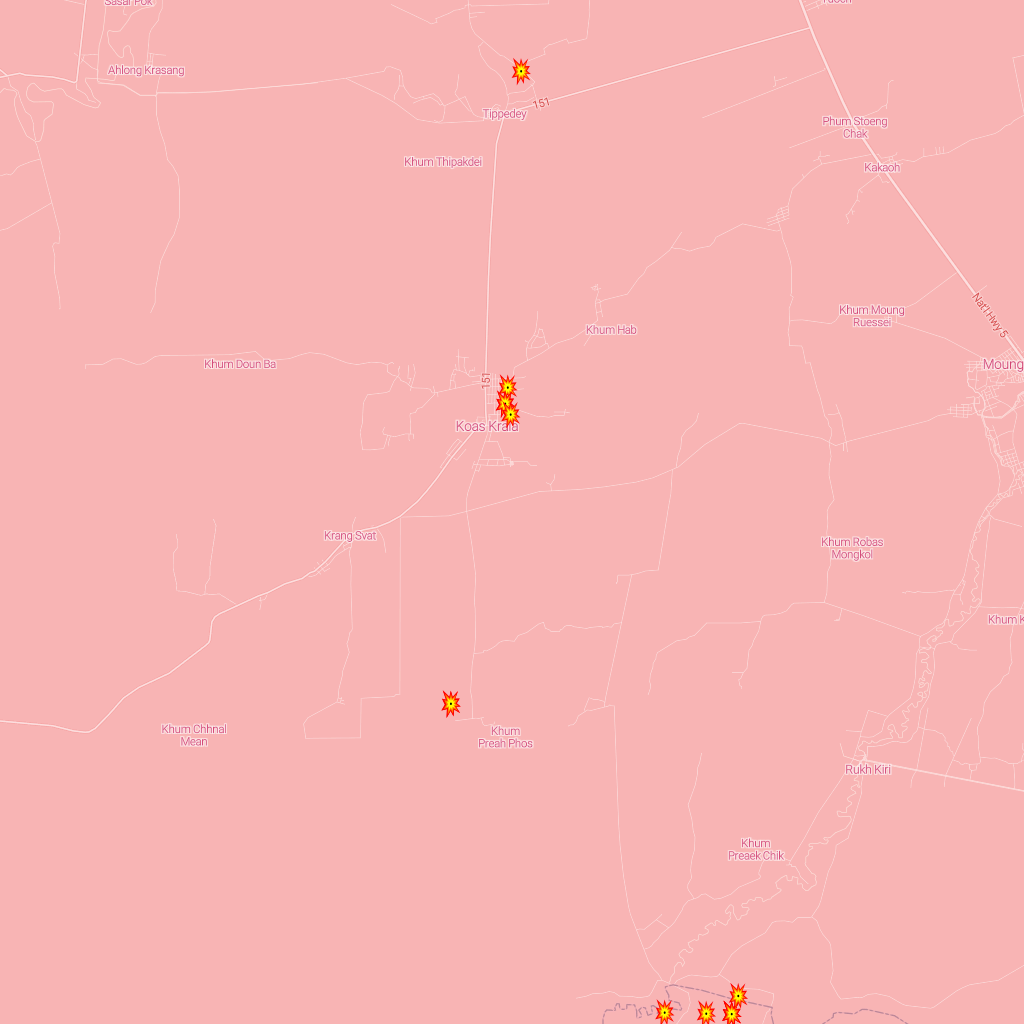 Sasar Pok
Ahlong Krasang
151
Tippedey
Phum Stoeng
Chak
Khum Thipakdei
Kakaoh
Nat'l Hwy 5
Khum Moung
Ruessei
Khum Hab
Khum Doun Ba
Moung
151
Koas Krala
Krang Svat
Khum Robas
Mongkol
Khum K
Khum Chhnal
Mean
Khum
Preah Phos
Rukh Kiri
Khum
Preaek Chik